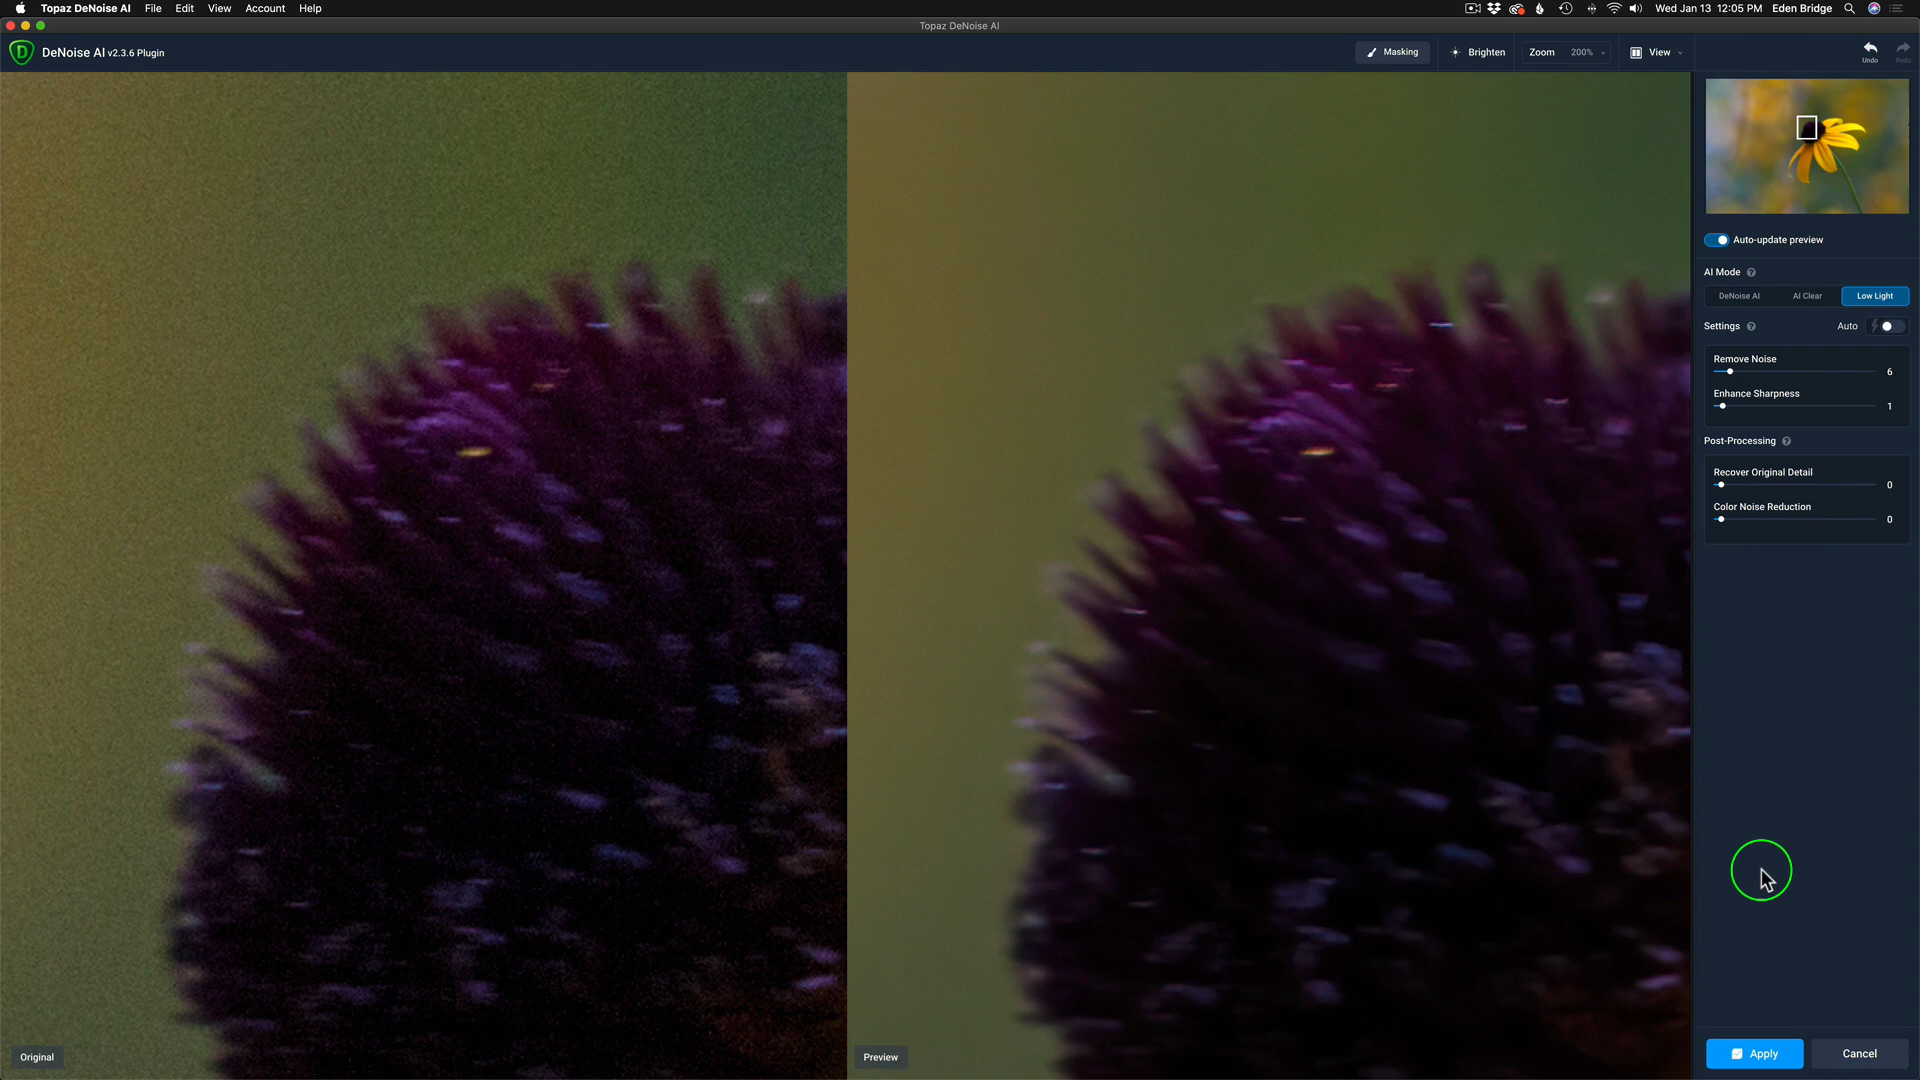 Topaz DeNoise AI File Edit View Account Help Wed Jan 13 12:05 PM Eden Bridge
Topaz DeNoise AI
DeNoise AI v2.3.6 Plugin Masking Brighten Zoom 200% View Undo Redo
Auto-update preview
AI Mode
DeNoise AI AI Clear Low Light
Settings Auto
Remove Noise
6
Enhance Sharpness
1
Post-Processing
Recover Original Detail
0
Color Noise Reduction
0
Original Preview Apply Cancel